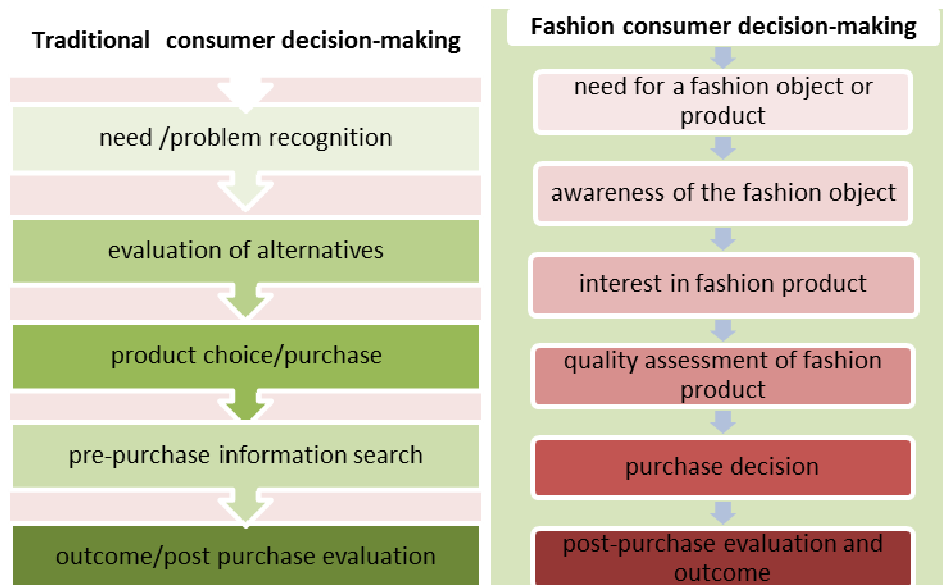 Traditional consumer decision-making
need /problem recognition
evaluation of alternatives
product choice/purchase
pre-purchase information search
outcome/post purchase evaluation
Fashion consumer decision-making
need for a fashion object or
product
awareness of the fashion object
interest in fashion product
quality assessment of fashion
product
purchase decision
post-purchase evaluation and
outcome